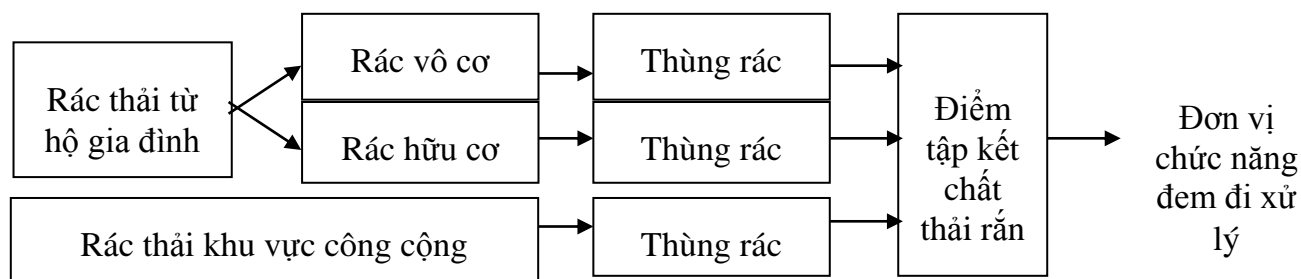 Rác thải từ
hộ gia đình
Rác vô cơ
Thùng rác
Rác hữu cơ
Thùng rác
Rác thải khu vực công cộng
Thùng rác
Điểm
tập kết
chất
thải rắn
Đơn vị
chức năng
đem đi xử
lý